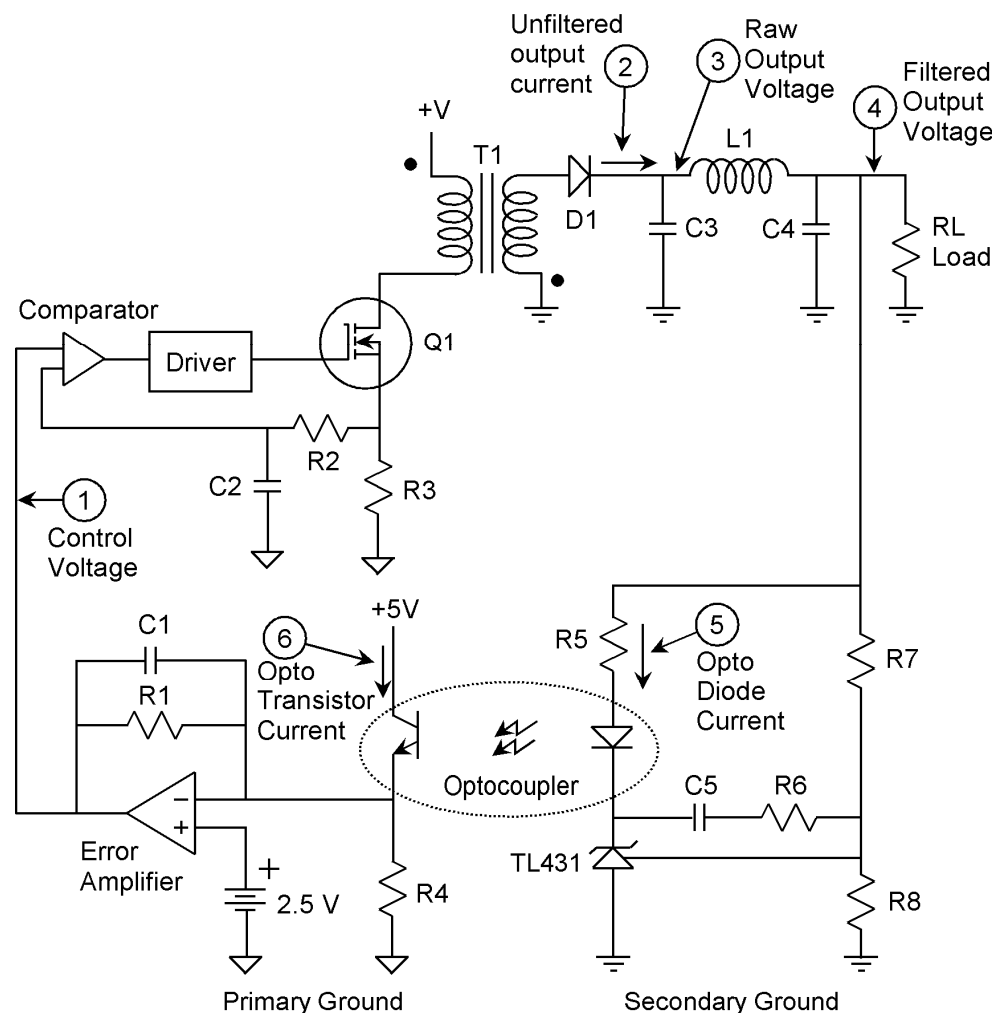 Unfiltered
output
current
2
3
Raw
Output
Voltage
4
Filtered
Output
Voltage
+V
T1
D1
L1
C3
C4
RL
Load
Comparator
Driver
Q1
R2
C2
R3
1
Control
Voltage
+5V
C1
R1
6
Opto
Transistor
Current
R5
5
Opto
Diode
Current
R7
Optocoupler
C5
R6
−
+
Error
Amplifier
+
2.5 V
R4
TL431
R8
Primary Ground
Secondary Ground